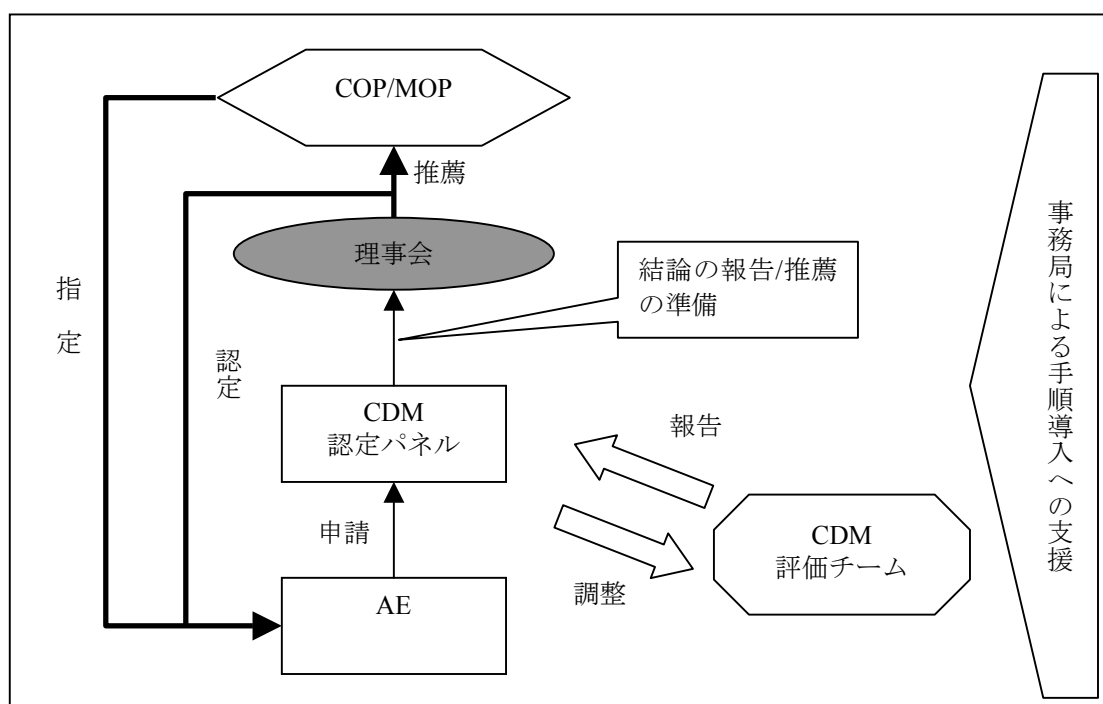 COP/MOP
推薦
理事会
結論の報告/推薦
の準備
指定
認定
CDM
認定パネル
報告
申請
調整
CDM
評価チーム
AE
事務局による手順導入への支援